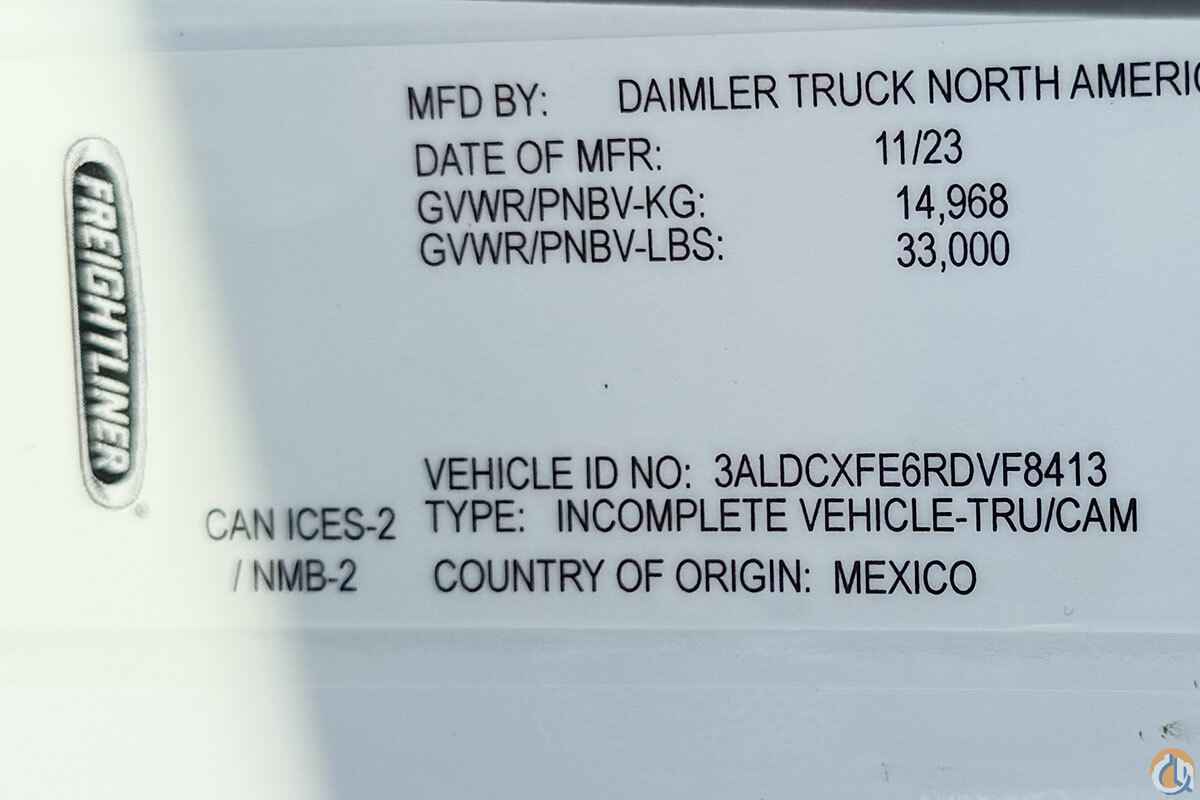 MFD BY: DAIMLER TRUCK NORTH AMERIC
DATE OF MFR: 11/23
GVWR/PNBV-KG: 14,968
GVWR/PNBV-LBS: 33,000
FREIGHTLINER
®
VEHICLE ID NO: 3ALDCXFE6RDVF8413
CAN ICES-2 TYPE: INCOMPLETE VEHICLE-TRU/CAM
/ NMB-2 COUNTRY OF ORIGIN: MEXICO